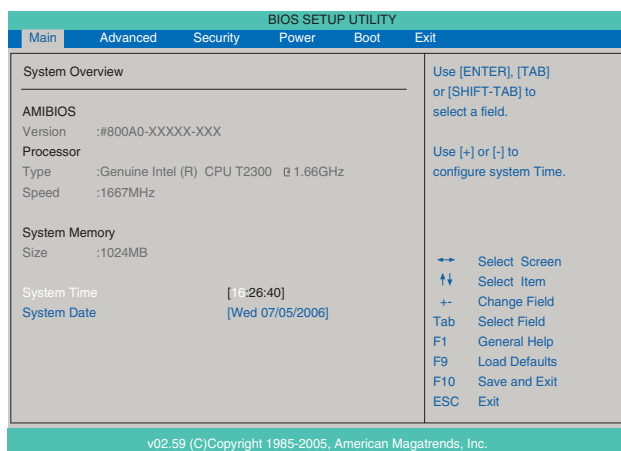 BIOS SETUP UTILITY
Main Advanced Security Power Boot Exit
System Overview
AMIBIOS
Version :#800A0-XXXXX-XXX
Processor
Type :Genuine Intel (R) CPU T2300 @ 1.66GHz
Speed :1667MHz
System Memory
Size :1024MB
System Time [16:26:40]
System Date [Wed 07/05/2006]
Use [ENTER], [TAB]
or [SHIFT-TAB] to
select a field.
Use [+] or [-] to
configure system Time.
←→ Select Screen
↑↓ Select Item
+- Change Field
Tab Select Field
F1 General Help
F9 Load Defaults
F10 Save and Exit
ESC Exit
v02.59 (C)Copyright 1985-2005, American Magatrends, Inc.